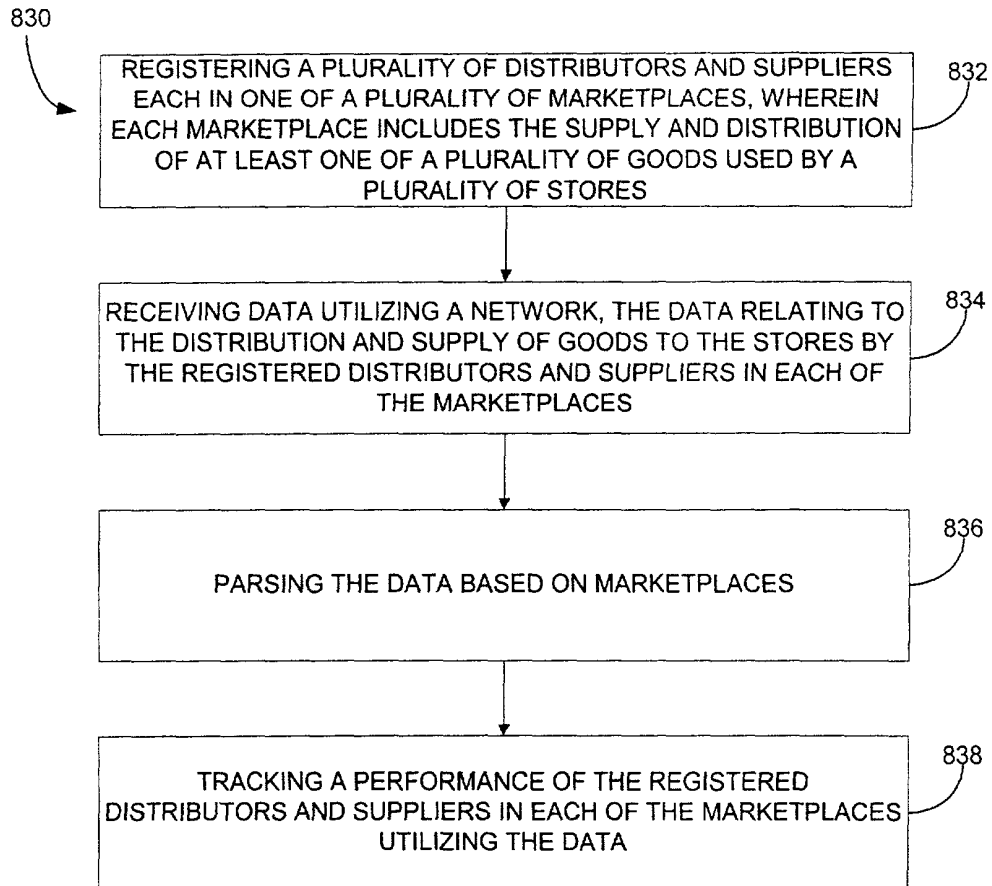 830
REGISTERING A PLURALITY OF DISTRIBUTORS AND SUPPLIERS
EACH IN ONE OF A PLURALITY OF MARKETPLACES, WHEREIN
EACH MARKETPLACE INCLUDES THE SUPPLY AND DISTRIBUTION
OF AT LEAST ONE OF A PLURALITY OF GOODS USED BY A
PLURALITY OF STORES
832
RECEIVING DATA UTILIZING A NETWORK, THE DATA RELATING TO
THE DISTRIBUTION AND SUPPLY OF GOODS TO THE STORES BY
THE REGISTERED DISTRIBUTORS AND SUPPLIERS IN EACH OF
THE MARKETPLACES
834
PARSING THE DATA BASED ON MARKETPLACES
836
TRACKING A PERFORMANCE OF THE REGISTERED
DISTRIBUTORS AND SUPPLIERS IN EACH OF THE MARKETPLACES
UTILIZING THE DATA
838